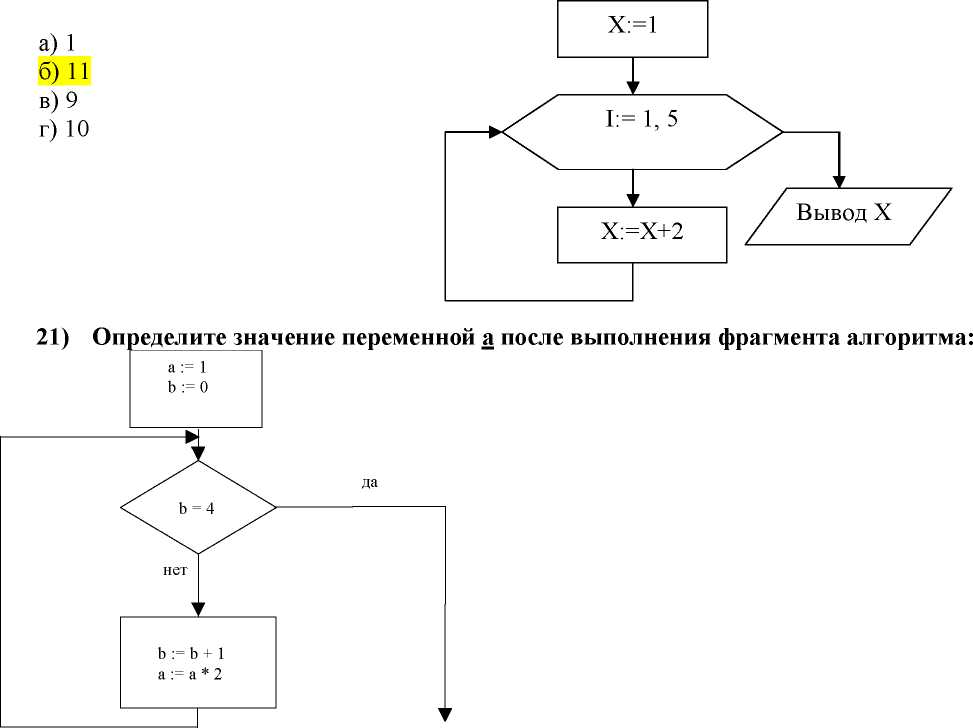 а) 1
б) 11
в) 9
г) 10
X:=1
I:= 1, 5
X:=X+2
Вывод X
21) Определите значение переменной а после выполнения фрагмента алгоритма:
a := 1
b := 0
b = 4
да
нет
b := b + 1
a := a * 2